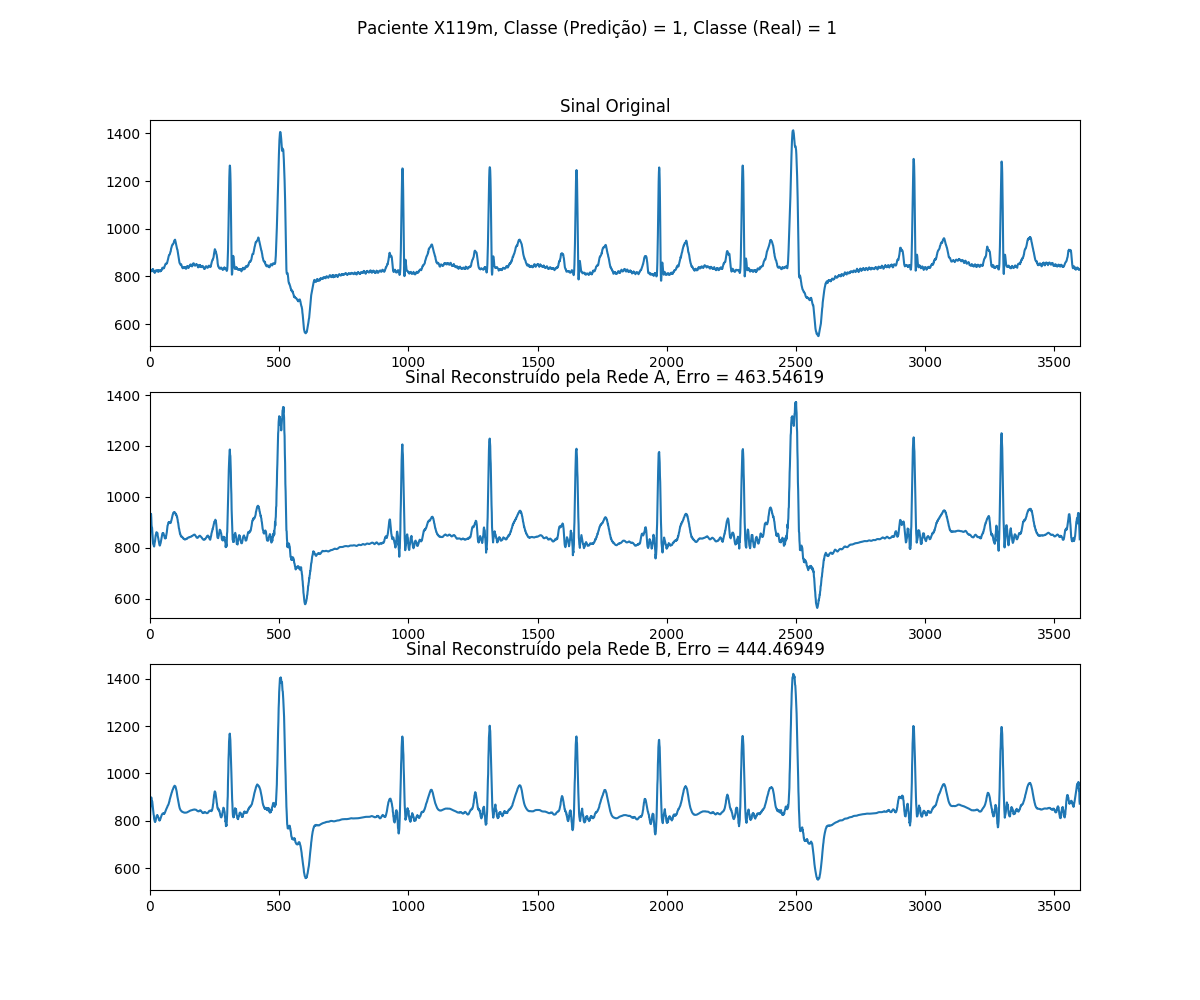 Paciente X119m, Classe (Predição) = 1, Classe (Real) = 1
Sinal Original
1400
1200
1000
800
600
0 500 1000 1500 2000 2500 3000 3500
Sinal Reconstruído pela Rede A, Erro = 463.54619
1400
1200
1000
800
600
0 500 1000 1500 2000 2500 3000 3500
Sinal Reconstruído pela Rede B, Erro = 444.46949
1400
1200
1000
800
600
0 500 1000 1500 2000 2500 3000 3500